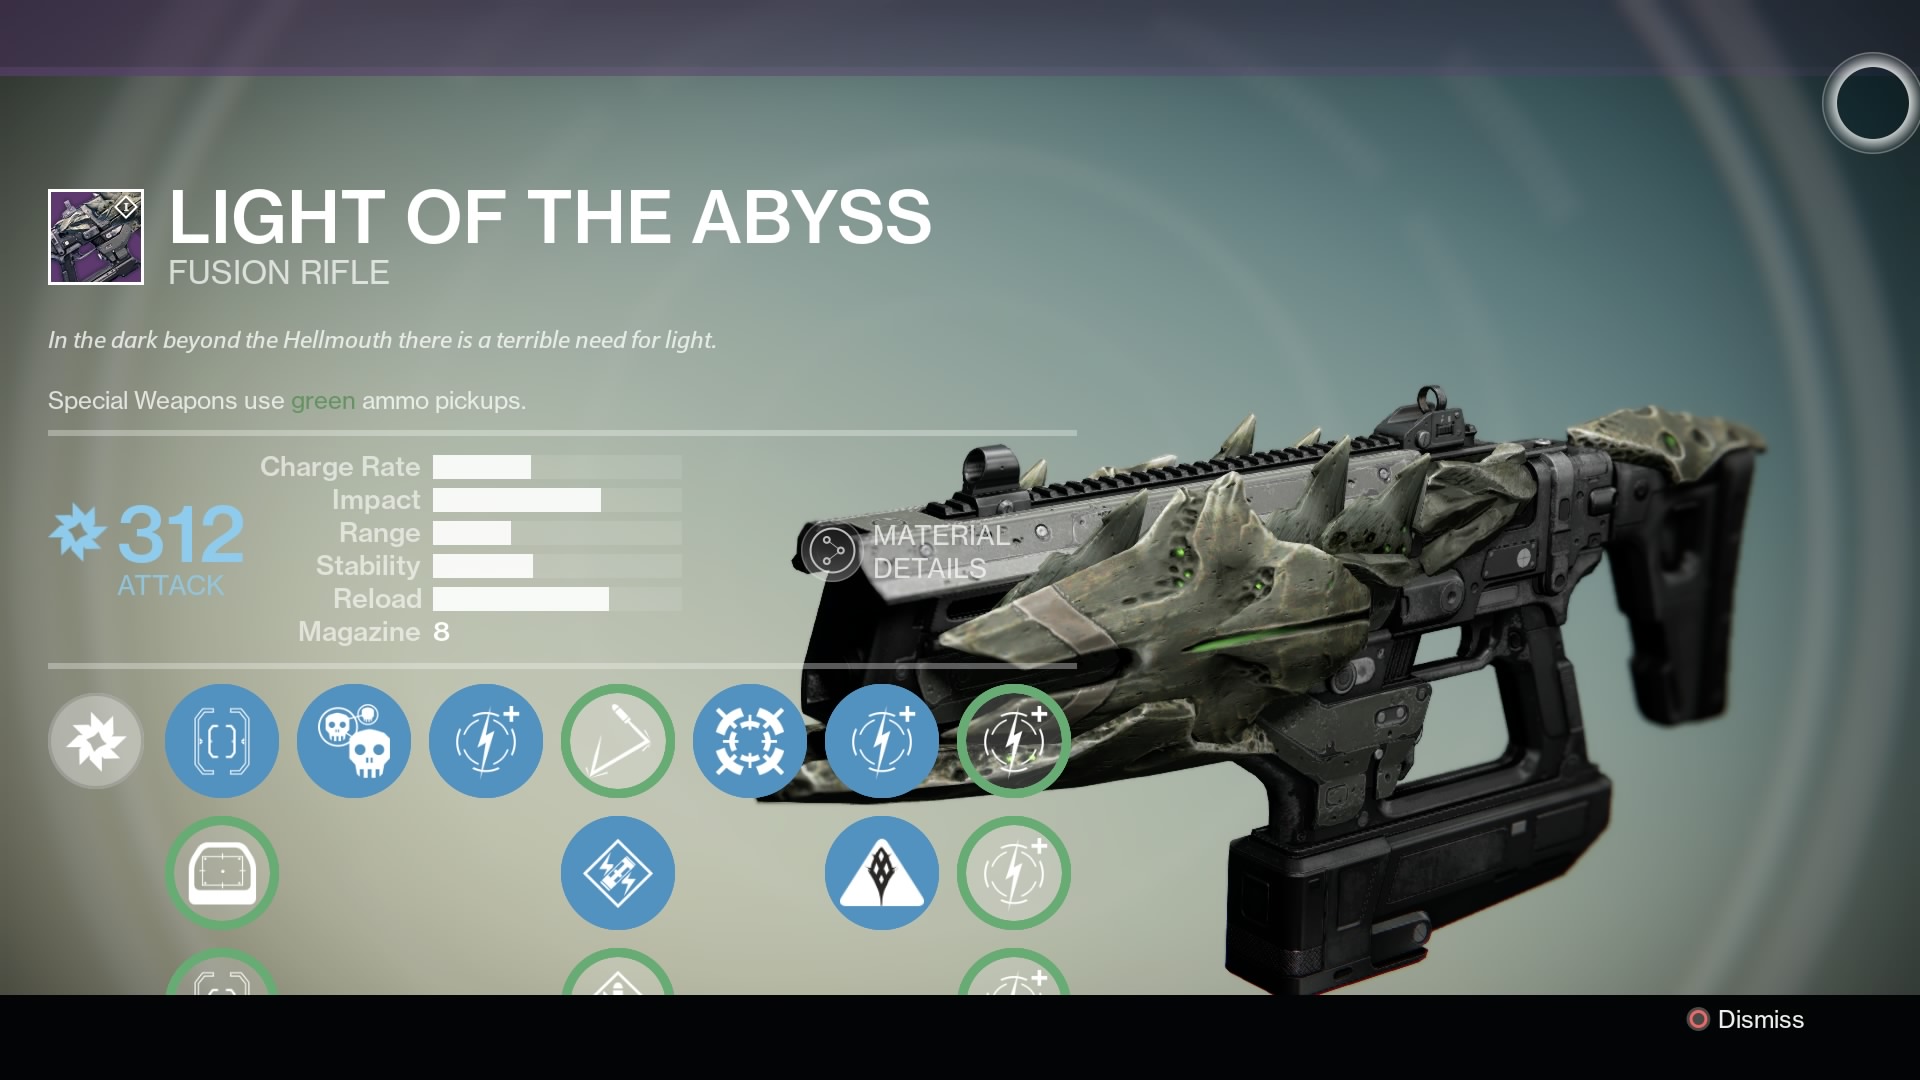 LIGHT OF THE ABYSS
FUSION RIFLE
In the dark beyond the Hellmouth there is a terrible need for light.
Special Weapons use green ammo pickups.
312
ATTACK
Charge Rate
Impact
Range
Stability
Reload
Magazine 8
MATERIAL
DETAILS
Dismiss